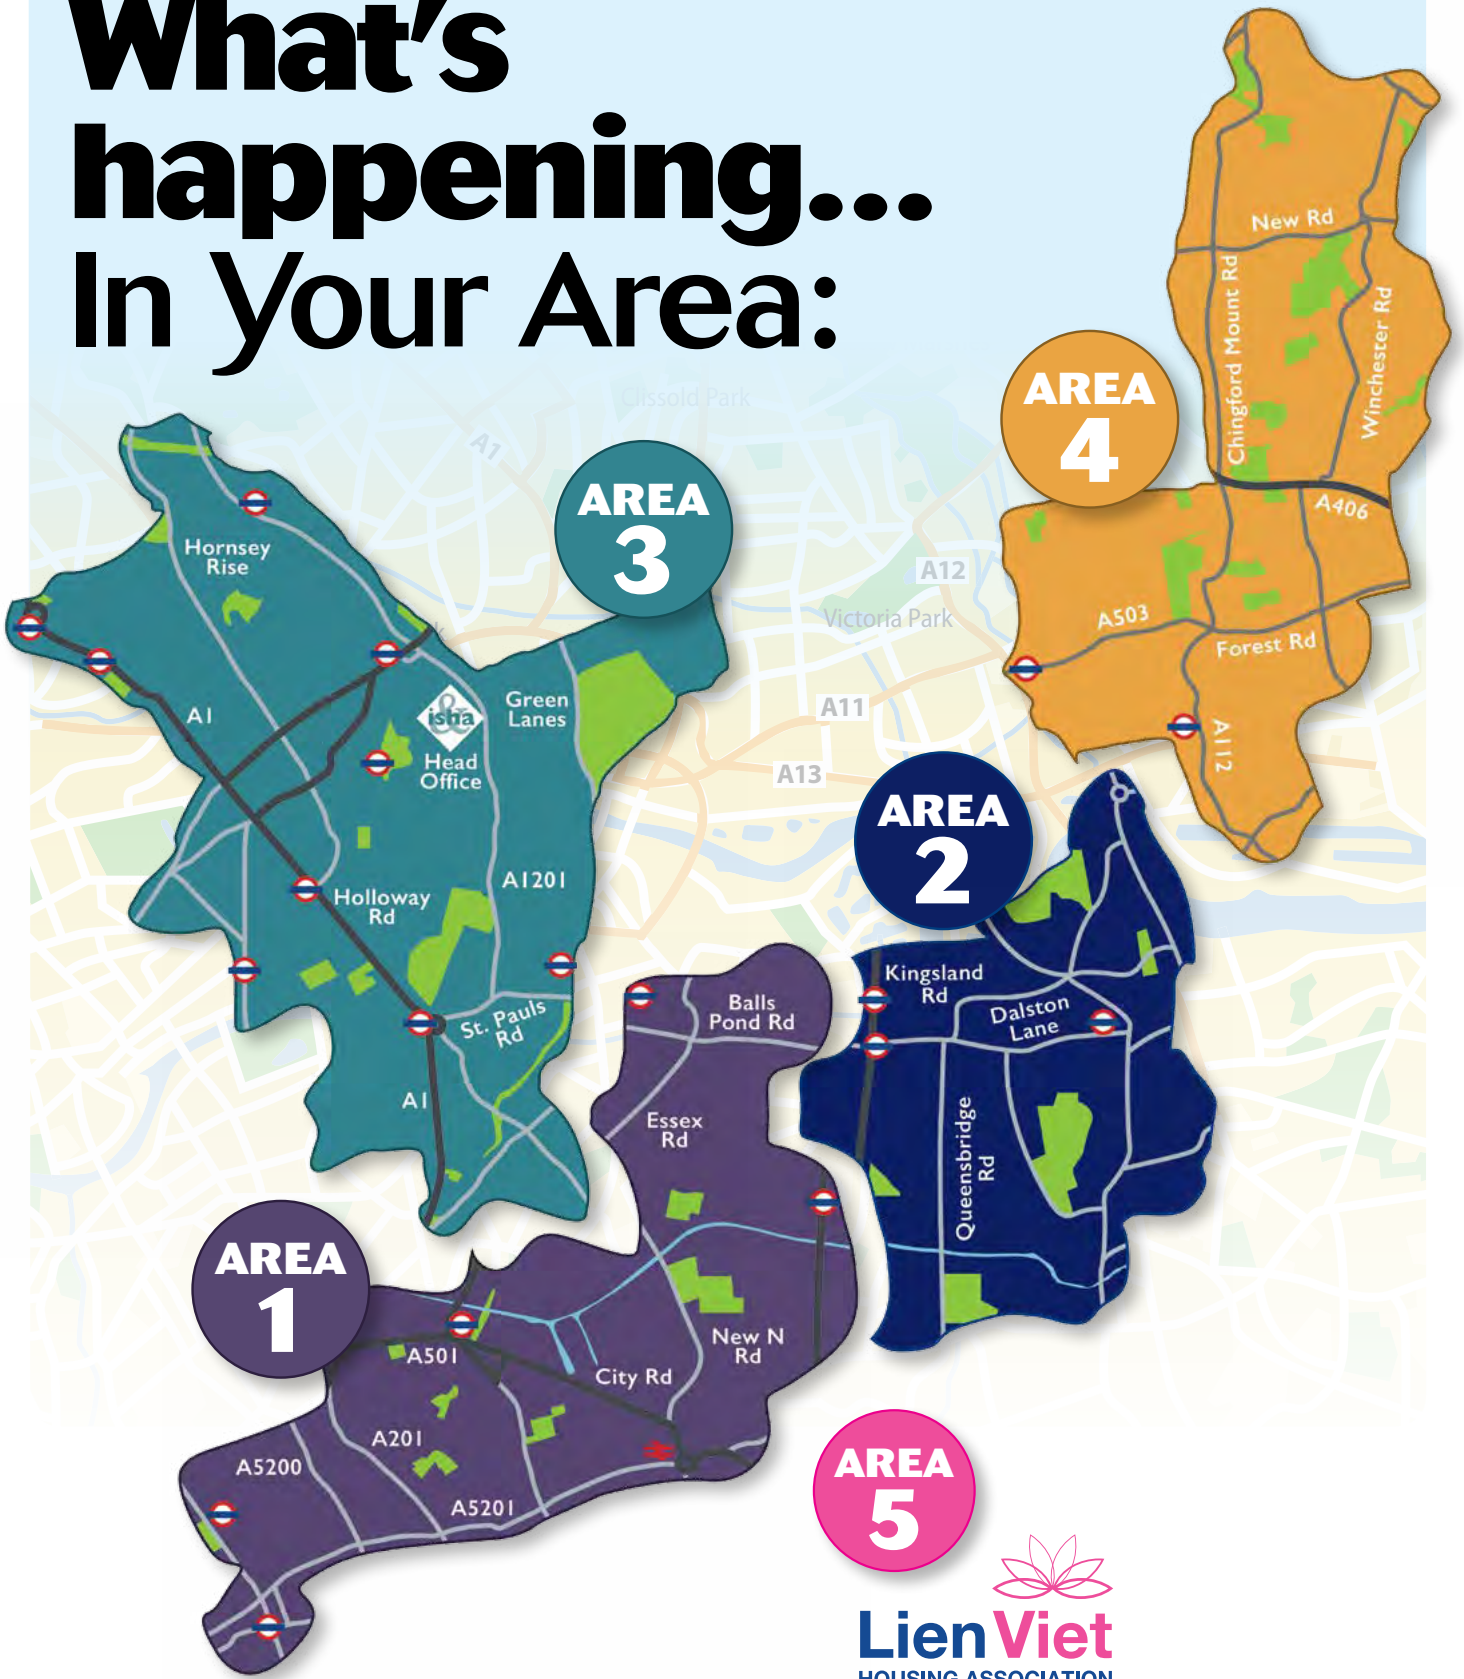 What's
happening...
In Your Area:
Clissold Park
A1
A12
Victoria Park
A11
A13
AREA
4
New Rd
Chingford Mount Rd
Winchester Rd
A406
A503
Forest Rd
A112
AREA
3
Hornsey
Rise
A1
isha
Head
Office
Green
Lanes
A1201
Holloway
Rd
St. Pauls
Rd
A1
AREA
2
Kingsland
Rd
Dalston
Lane
Queensbridge
Rd
AREA
1
Balls
Pond Rd
Essex
Rd
New N
Rd
City Rd
A501
A201
A5200
A5201
AREA
5
LienViet
HOUSING ASSOCIATION